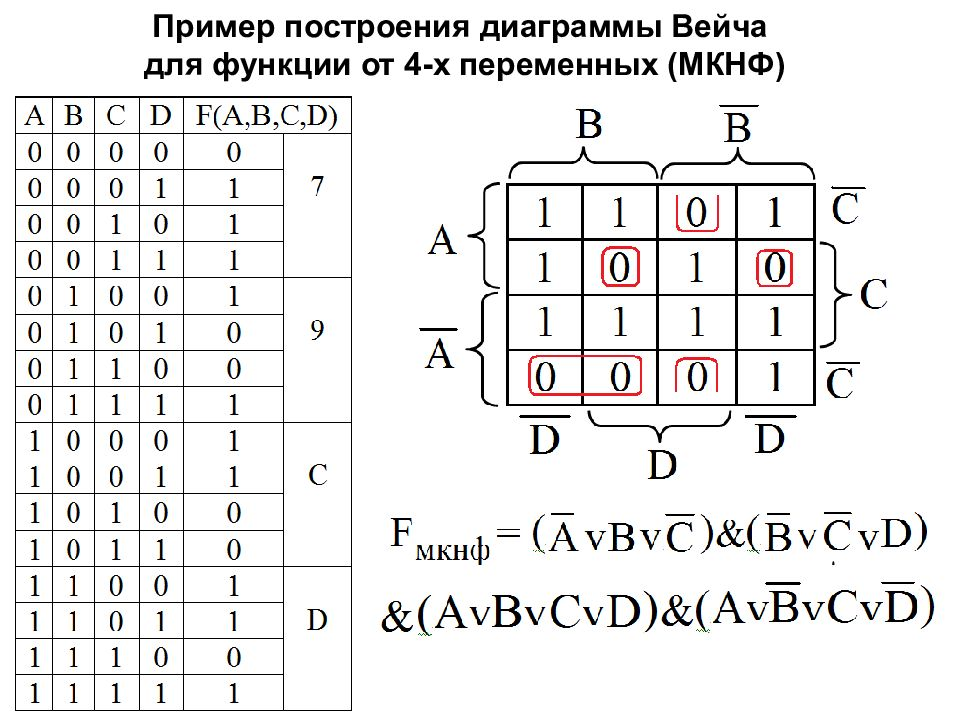 Пример построения диаграммы Вейча
для функции от 4-х переменных (МКНФ)
A B C D F(A,B,C,D)
0 0 0 0 0
0 0 0 1 1 7
0 0 1 0 1
0 0 1 1 1
0 1 0 0 1
0 1 0 1 0 9
0 1 1 0 0
0 1 1 1 1
1 0 0 0 1
1 0 0 1 1 C
1 0 1 0 0
1 0 1 1 0
1 1 0 0 1
1 1 0 1 1 D
1 1 1 0 0
1 1 1 1 1
B B̅
1 1 0 1 C̅
A
1 0 1 0
C
1 1 1 1
A̅
0 0 0 1 C̅
D̅ D D̅
Fмкнф = (A̅vBvC̅)&(B̅vC̅vD)
&(AvBvCvD)&(AvB̅vCvD̅)